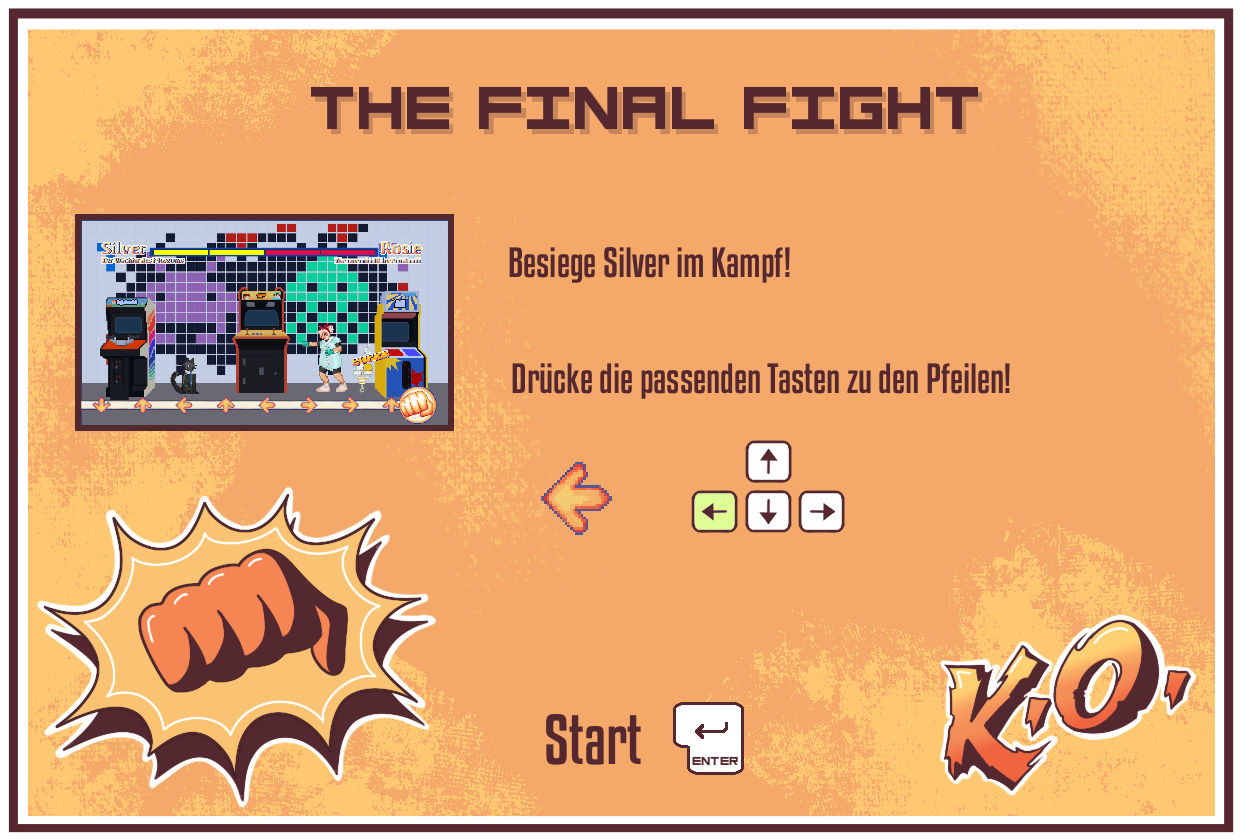 THE FINAL FIGHT
Silver
Rosie
Besiege Silver im Kampf!
Drücke die passenden Tasten zu den Pfeilen!
Start
ENTER
K.O.